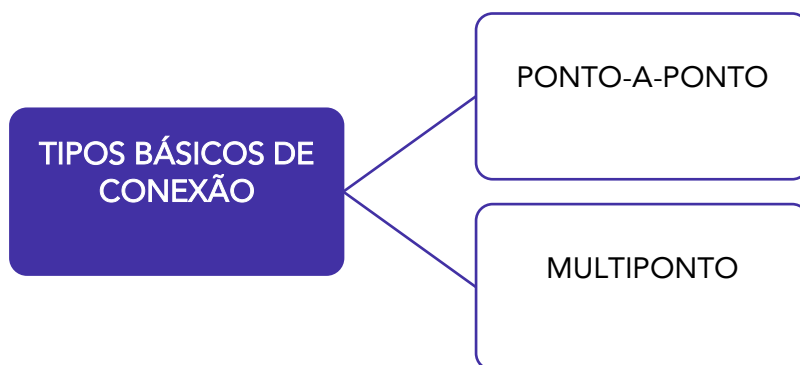 TIPOS BÁSICOS DE
CONEXÃO
PONTO-A-PONTO
MULTIPONTO